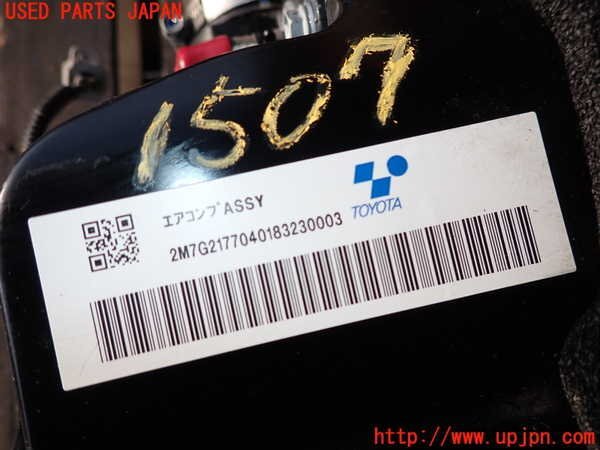 USED PARTS JAPAN
1507
エアコンプASSY
TOYOTA
2M7G2177040183230003
http://www.upjpn.com/